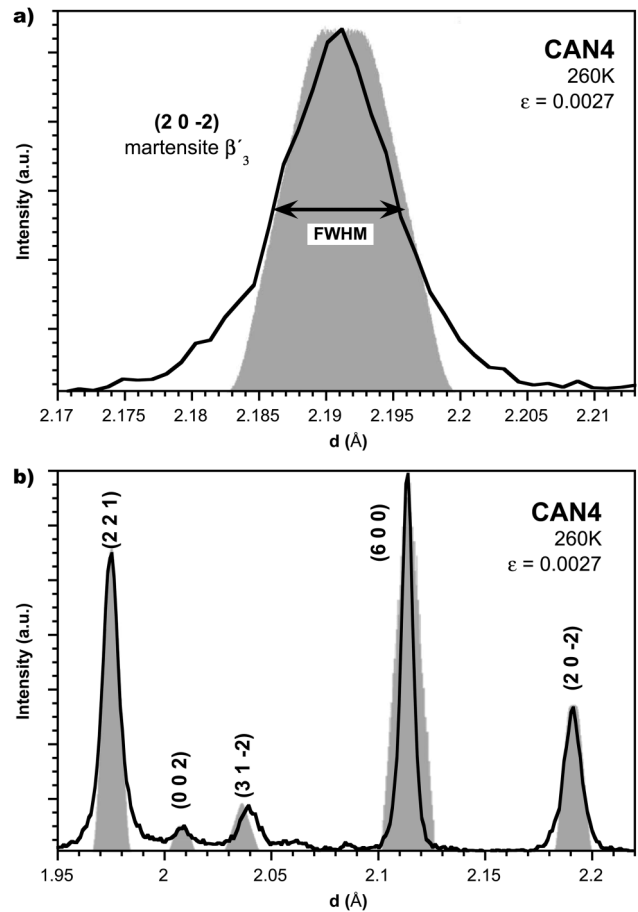 a)
CAN4
260K
ε = 0.0027
(2 0 -2)
martensite β´₃
FWHM
Intensity (a.u.)
2.17 2.175 2.18 2.185 2.19 2.195 2.2 2.205 2.21
d (Å)
b)
CAN4
260K
ε = 0.0027
(2 2 1)
(0 0 2)
(3 1 -2)
(6 0 0)
(2 0 -2)
Intensity (a.u.)
1.95 2 2.05 2.1 2.15 2.2
d (Å)